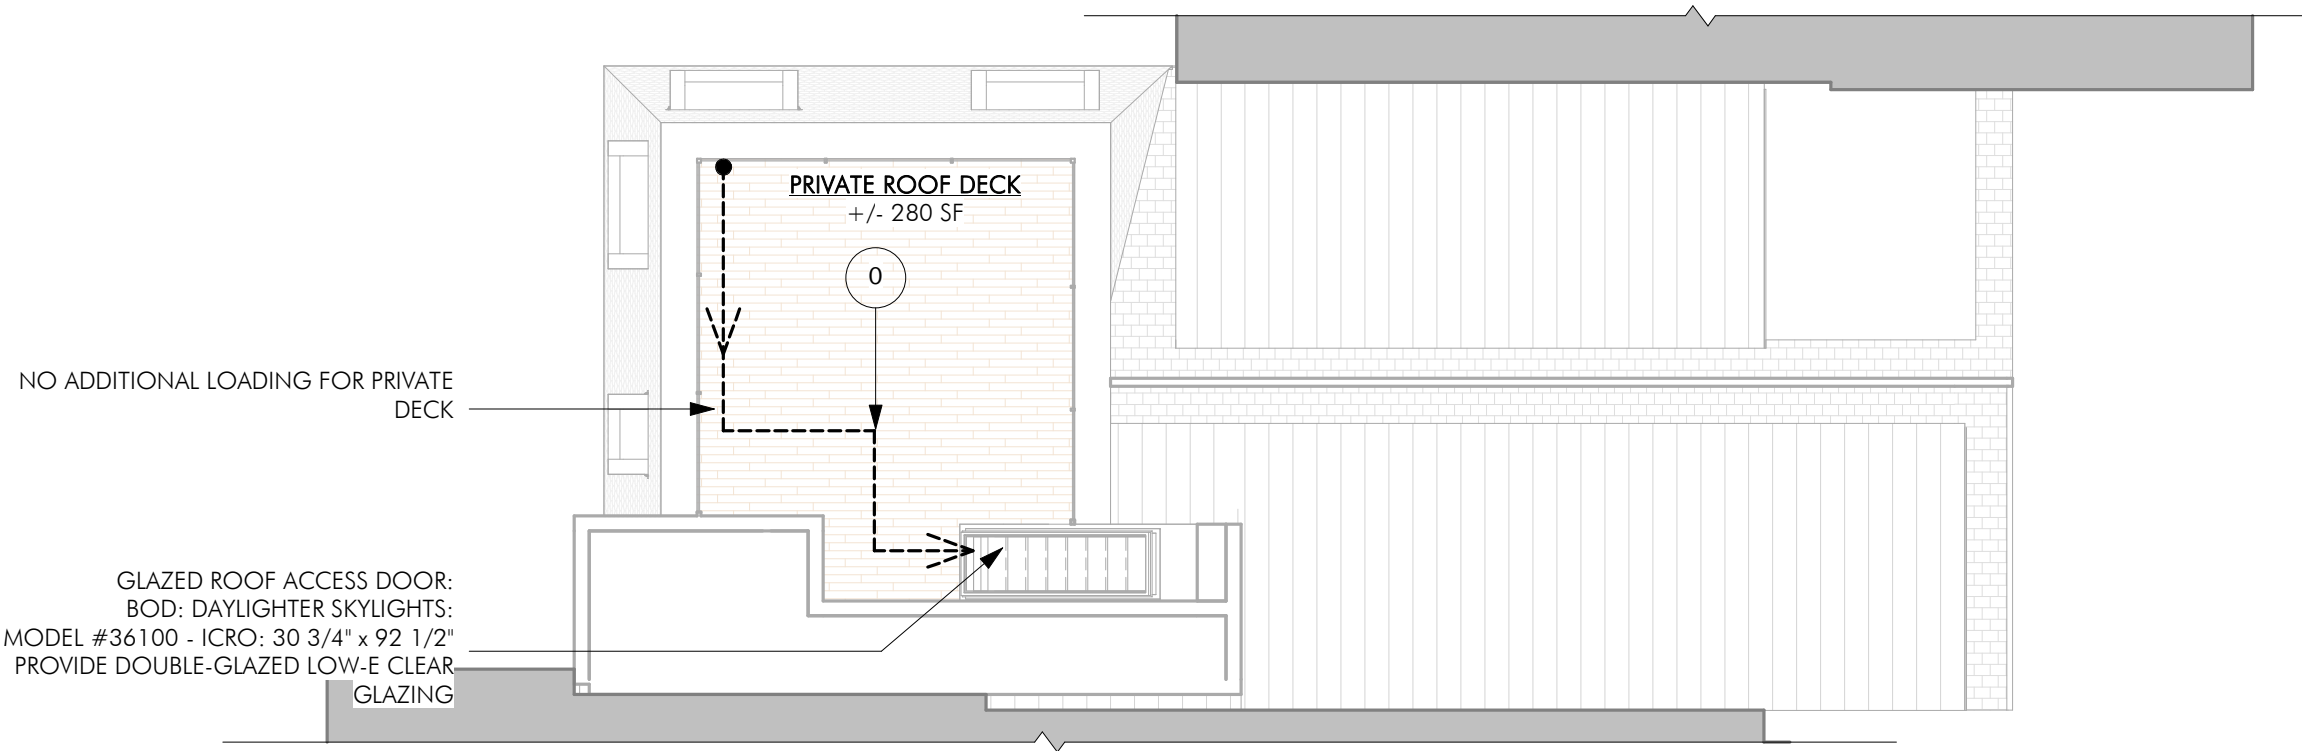 PRIVATE ROOF DECK
+/- 280 SF
0
NO ADDITIONAL LOADING FOR PRIVATE
DECK
GLAZED ROOF ACCESS DOOR:
BOD: DAYLIGHTER SKYLIGHTS:
MODEL #36100 - ICRO: 30 3/4" x 92 1/2"
PROVIDE DOUBLE-GLAZED LOW-E CLEAR
GLAZING